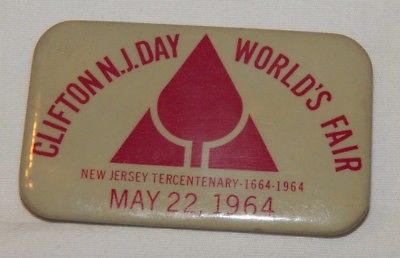 CLIFTON N.J. DAY WORLD'S FAIR
NEW JERSEY TERCENTENARY-1664-1964
MAY 22, 1964